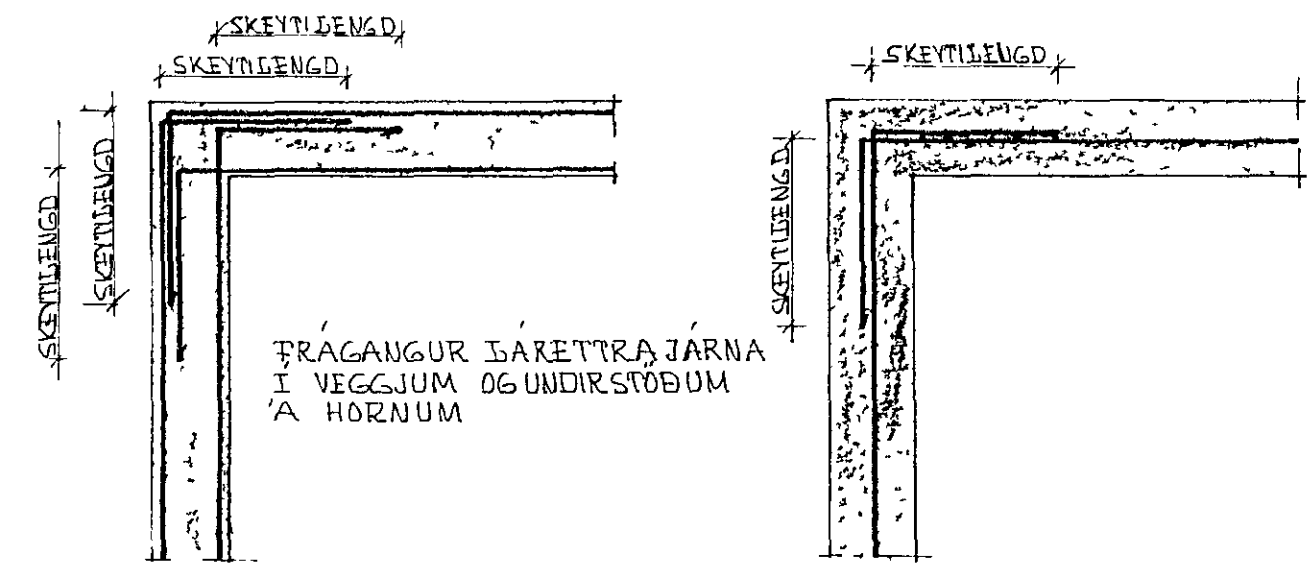 SKEYTILENGD
SKEYTILENGD
SKEYTILENGD
SKEYTILENGD
SKEYTILENGD
SKEYTILENGD
FRÁGANGUR LÁRÉTTRA JÁRNA
Í VEGGJUM OG UNDIRSTÖÐUM
Á HORNUM